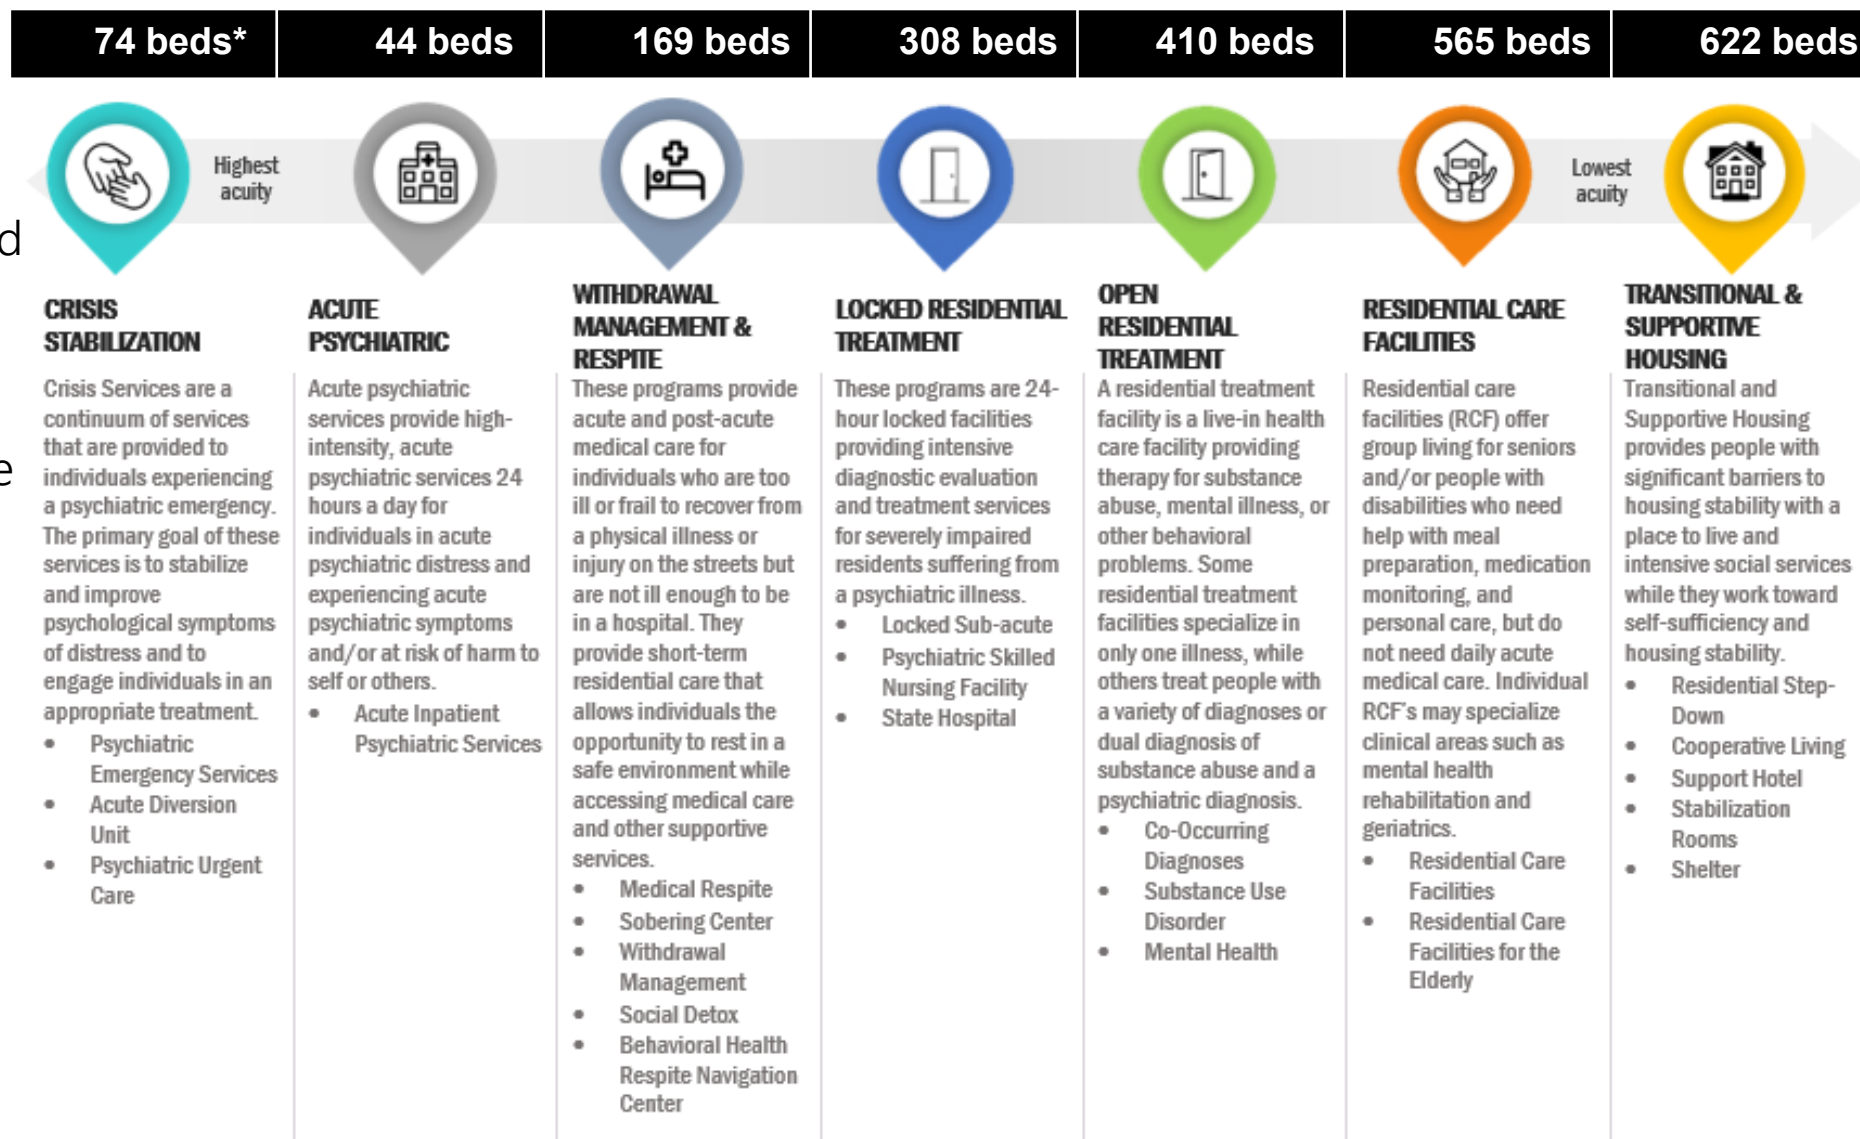 74 beds*
44 beds
169 beds
308 beds
410 beds
565 beds
622 beds
Highest
acuity
Lowest
acuity
d
e
CRISIS
STABILIZATION
Crisis Services are a
continuum of services
that are provided to
individuals experiencing
a psychiatric emergency.
The primary goal of these
services is to stabilize
and improve
psychological symptoms
of distress and to
engage individuals in an
appropriate treatment.
• Psychiatric
Emergency Services
• Acute Diversion
Unit
• Psychiatric Urgent
Care
ACUTE
PSYCHIATRIC
Acute psychiatric
services provide high-
intensity, acute
psychiatric services 24
hours a day for
individuals in acute
psychiatric distress and
experiencing acute
psychiatric symptoms
and/or at risk of harm to
self or others.
• Acute Inpatient
Psychiatric Services
WITHDRAWAL
MANAGEMENT &
RESPITE
These programs provide
acute and post-acute
medical care for
individuals who are too
ill or frail to recover from
a physical illness or
injury on the streets but
are not ill enough to be
in a hospital. They
provide short-term
residential care that
allows individuals the
opportunity to rest in a
safe environment while
accessing medical care
and other supportive
services.
• Medical Respite
• Sobering Center
• Withdrawal
Management
• Social Detox
• Behavioral Health
Respite Navigation
Center
LOCKED RESIDENTIAL
TREATMENT
These programs are 24-
hour locked facilities
providing intensive
diagnostic evaluation
and treatment services
for severely impaired
residents suffering from
a psychiatric illness.
• Locked Sub-acute
• Psychiatric Skilled
Nursing Facility
• State Hospital
OPEN
RESIDENTIAL
TREATMENT
A residential treatment
facility is a live-in health
care facility providing
therapy for substance
abuse, mental illness, or
other behavioral
problems. Some
residential treatment
facilities specialize in
only one illness, while
others treat people with
a variety of diagnoses or
dual diagnosis of
substance abuse and a
psychiatric diagnosis.
• Co-Occurring
Diagnoses
• Substance Use
Disorder
• Mental Health
RESIDENTIAL CARE
FACILITIES
Residential care
facilities (RCF) offer
group living for seniors
and/or people with
disabilities who need
help with meal
preparation, medication
monitoring, and
personal care, but do
not need daily acute
medical care. Individual
RCF's may specialize
clinical areas such as
mental health
rehabilitation and
geriatrics.
• Residential Care
Facilities
• Residential Care
Facilities for the
Elderly
TRANSITIONAL &
SUPPORTIVE
HOUSING
Transitional and
Supportive Housing
provides people with
significant barriers to
housing stability with a
place to live and
intensive social services
while they work toward
self-sufficiency and
housing stability.
• Residential Step-
Down
• Cooperative Living
• Support Hotel
• Stabilization
Rooms
• Shelter